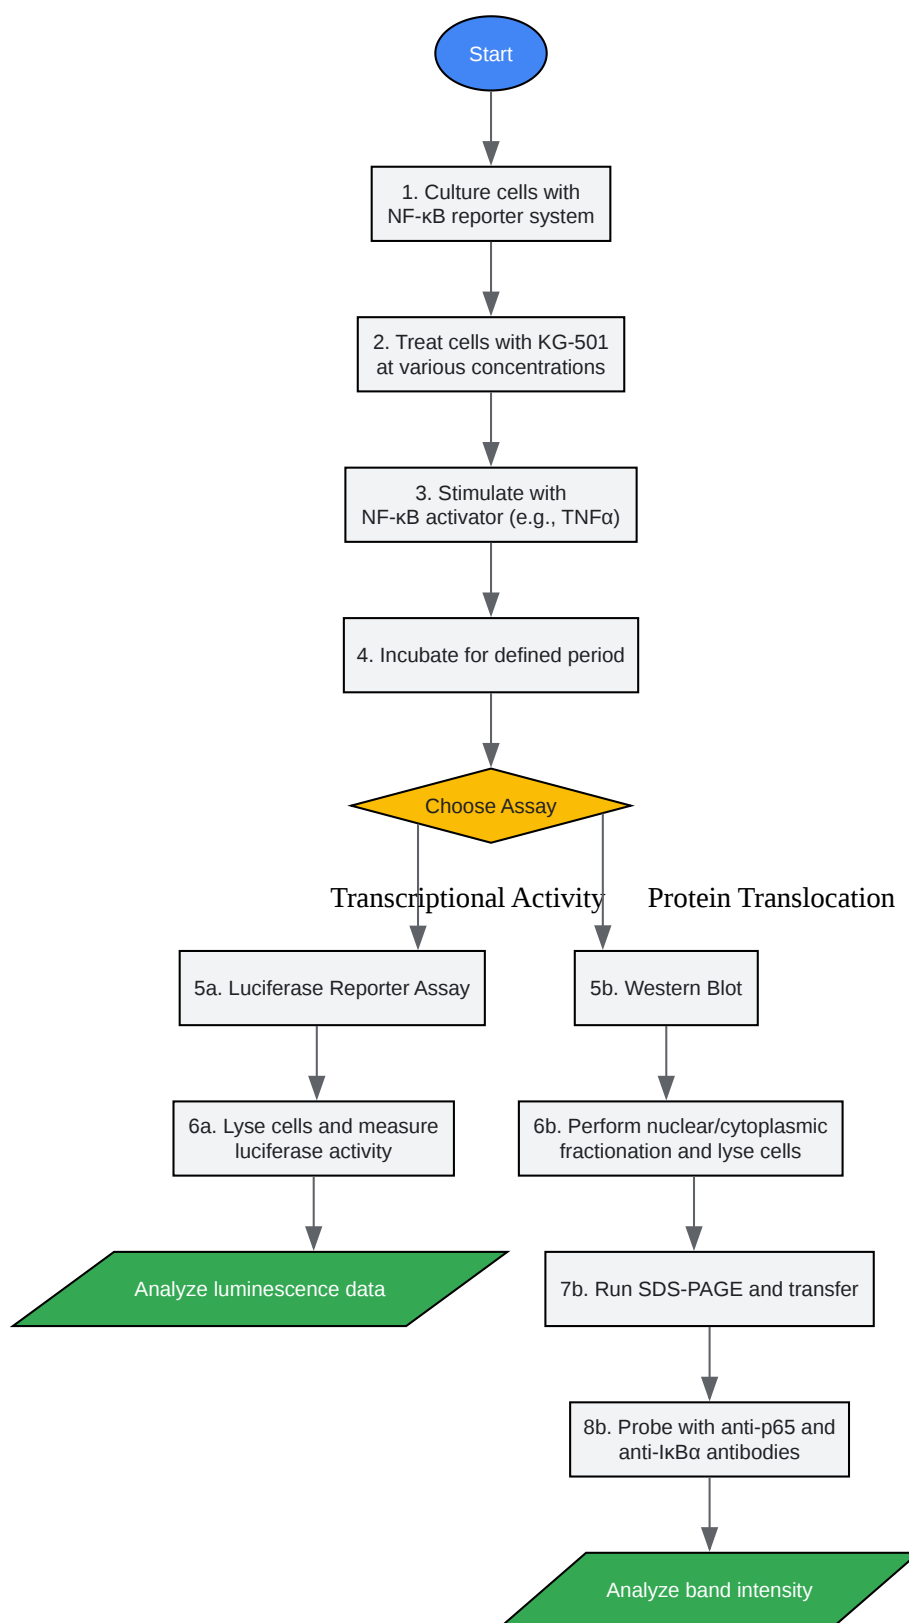 Start
1. Culture cells with
NF-κB reporter system
2. Treat cells with KG-501
at various concentrations
3. Stimulate with
NF-κB activator (e.g., TNFα)
4. Incubate for defined period
Choose Assay
Transcriptional Activity
Protein Translocation
5a. Luciferase Reporter Assay
5b. Western Blot
6a. Lyse cells and measure
luciferase activity
6b. Perform nuclear/cytoplasmic
fractionation and lyse cells
Analyze luminescence data
7b. Run SDS-PAGE and transfer
8b. Probe with anti-p65 and
anti-IκBα antibodies
Analyze band intensity